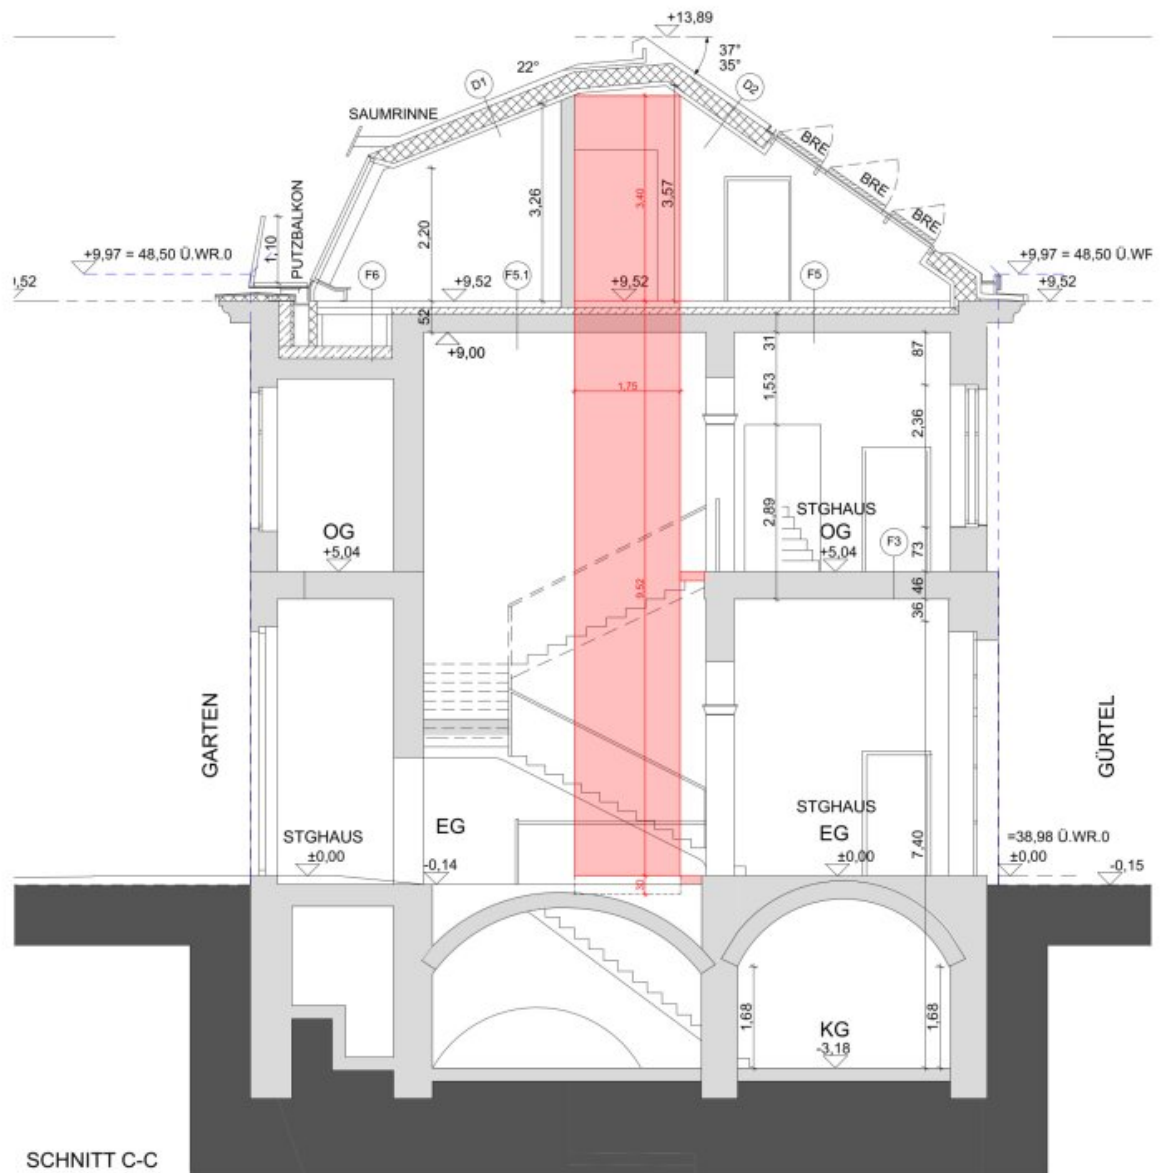 +13,89
37°
35°
22°
D1
D2
SAUMRINNE
BRE
BRE
BRE
PUTZBALKON
1,10
2,20
3,26
3,40
3,57
+9,97 = 48,50 Ü.WR.0
+9,97 = 48,50 Ü.WF
F6
F5.1
F5
,52
+9,52
+9,52
+9,52
52
+9,00
31
87
1,75
1,53
2,36
2,89
STGHAUS
OG
+5,04
OG
+5,04
F3
73
46
36
9,52
GARTEN
GÜRTEL
STGHAUS
±0,00
EG
-0,14
STGHAUS
EG
±0,00
7,40
=38,98 Ü.WR.0
±0,00
-0,15
30
1,68
KG
-3,18
1,68
SCHNITT C-C